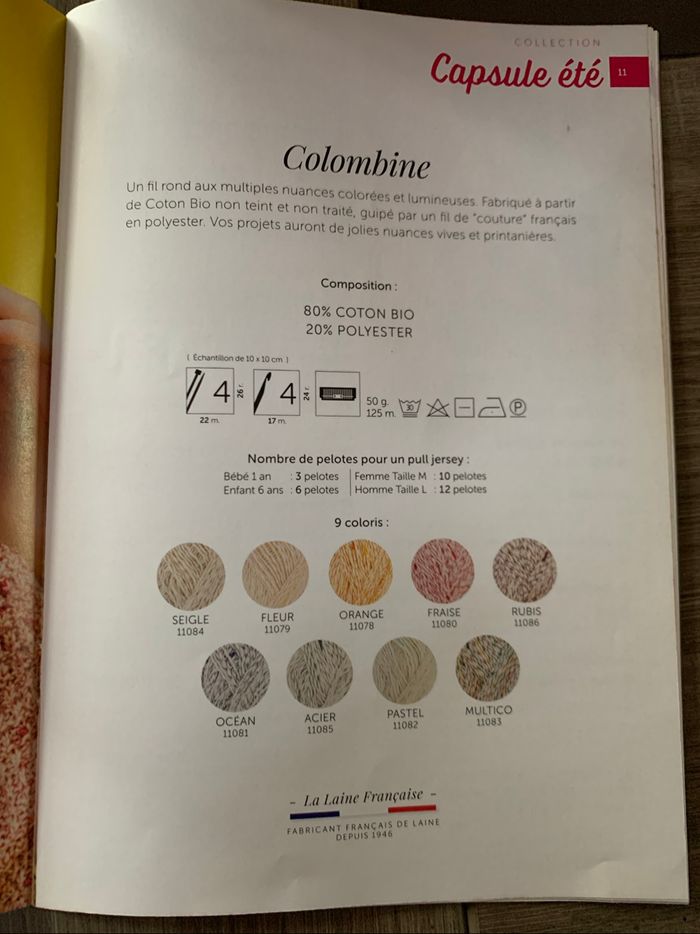 COLLECTION
Capsule été
11
Colombine
Un fil rond aux multiples nuances colorées et lumineuses. Fabriqué à partir
de Coton Bio non teint et non traité, guipé par un fil de "couture" français
en polyester. Vos projets auront de jolies nuances vives et printanières.
Composition :
80% COTON BIO
20% POLYESTER
( Échantillon de 10 x 10 cm )
4 26 r. 4 24 r.
50 g.
125 m. 30 P
22 m. 17 m.
Nombre de pelotes pour un pull jersey :
Bébé 1 an : 3 pelotes Femme Taille M : 10 pelotes
Enfant 6 ans : 6 pelotes Homme Taille L : 12 pelotes
9 coloris :
SEIGLE FLEUR ORANGE FRAISE RUBIS
11084 11079 11078 11080 11086
OCÉAN ACIER PASTEL MULTICO
11081 11085 11082 11083
- La Laine Française -
FABRICANT FRANÇAIS DE LAINE
DEPUIS 1946